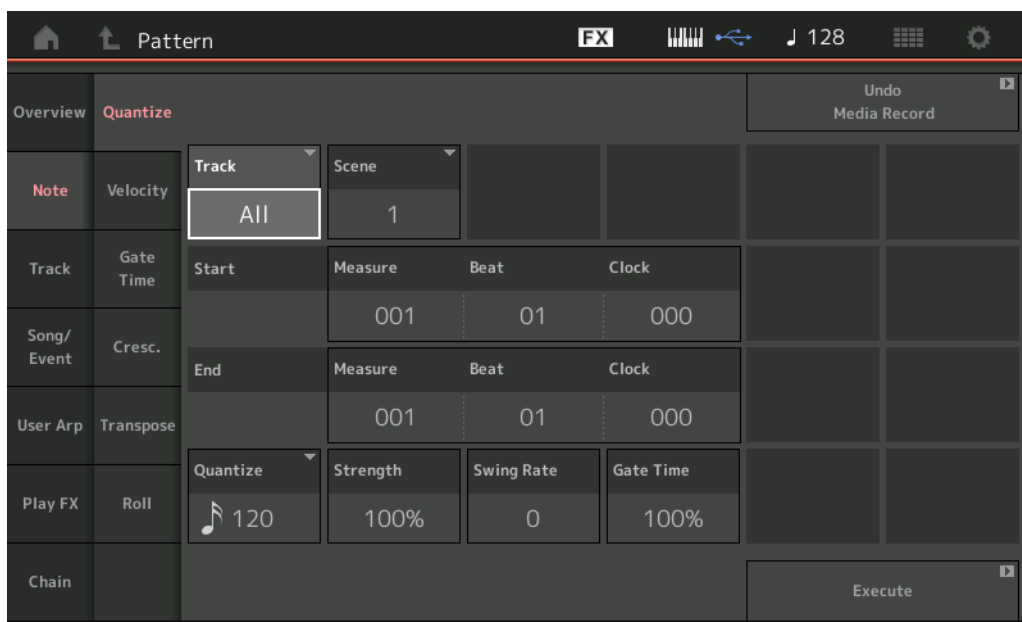 Pattern
FX
♩ 128
Overview
Quantize
Undo
Media Record
Note
Velocity
Track
Scene
All
1
Track
Gate
Time
Start
Measure
Beat
Clock
001
01
000
Song/
Event
Cresc.
End
Measure
Beat
Clock
001
01
000
User Arp
Transpose
Quantize
Strength
Swing Rate
Gate Time
120
100%
0
100%
Play FX
Roll
Chain
Execute